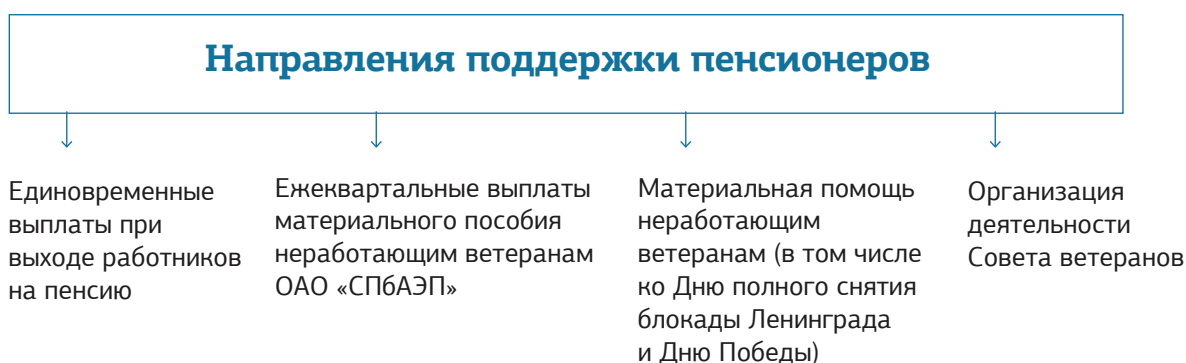 Направления поддержки пенсионеров
Единовременные
выплаты при
выходе работников
на пенсию
Ежеквартальные выплаты
материального пособия
неработающим ветеранам
ОАО «СПбАЭП»
Материальная помощь
неработающим
ветеранам (в том числе
ко Дню полного снятия
блокады Ленинграда
и Дню Победы)
Организация
деятельности
Совета ветеранов